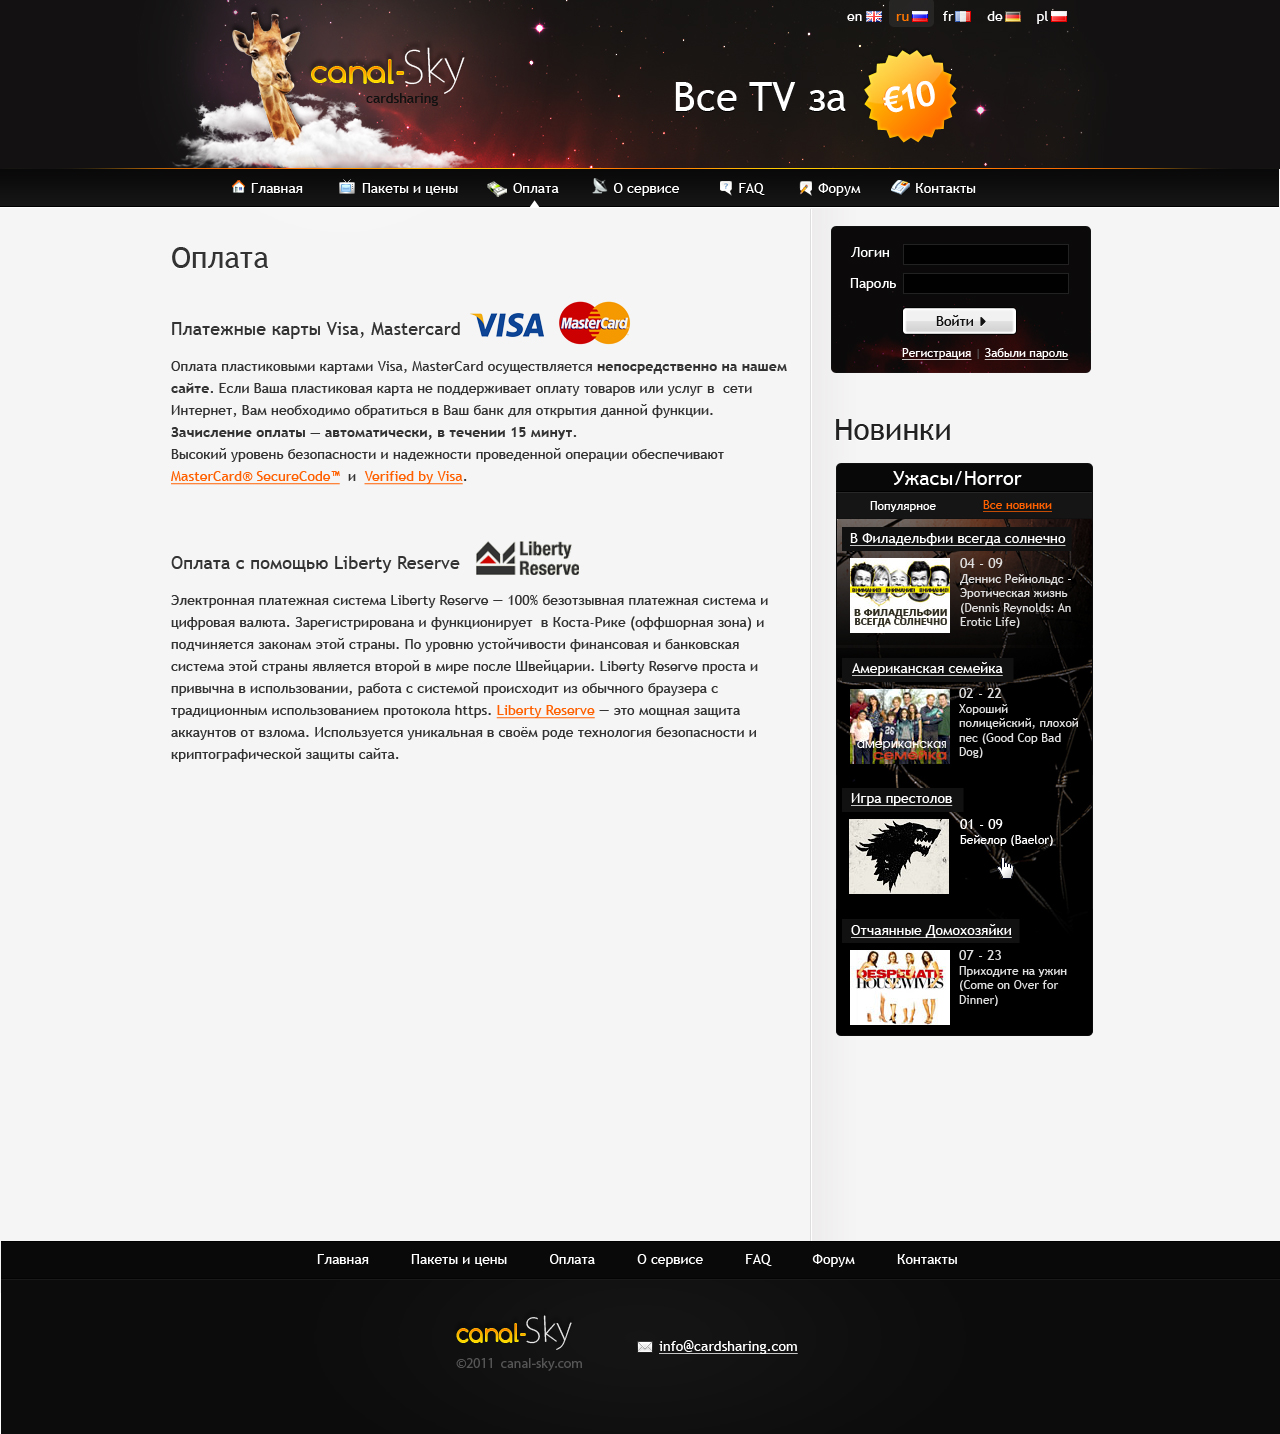 en ru fr de pl
canal-Sky
cardsharing
Все TV за €10
Главная Пакеты и цены Оплата О сервисе FAQ Форум Контакты
Оплата
Платежные карты Visa, Mastercard VISA MasterCard
Оплата пластиковыми картами Visa, MasterCard осуществляется непосредственно на нашем
сайте. Если Ваша пластиковая карта не поддерживает оплату товаров или услуг в сети
Интернет, Вам необходимо обратиться в Ваш банк для открытия данной функции.
Зачисление оплаты — автоматически, в течении 15 минут.
Высокий уровень безопасности и надежности проведенной операции обеспечивают
MasterCard® SecureCode™ и Verified by Visa.
Оплата с помощью Liberty Reserve Liberty
Reserve
Электронная платежная система Liberty Reserve — 100% безотзывная платежная система и
цифровая валюта. Зарегистрирована и функционирует в Коста-Рике (оффшорная зона) и
подчиняется законам этой страны. По уровню устойчивости финансовая и банковская
система этой страны является второй в мире после Швейцарии. Liberty Reserve проста и
привычна в использовании, работа с системой происходит из обычного браузера с
традиционным использованием протокола https. Liberty Reserve — это мощная защита
аккаунтов от взлома. Используется уникальная в своём роде технология безопасности и
криптографической защиты сайта.
Логин
Пароль
Войти
Регистрация | Забыли пароль
Новинки
Ужасы/Horror
Популярное Все новинки
В Филадельфии всегда солнечно
ВНИМАНИЕ ВНИМАНИЕ ВНИМАНИЕ
В ФИЛАДЕЛЬФИИ
ВСЕГДА СОЛНЕЧНО
04 - 09
Деннис Рейнольдс -
Эротическая жизнь
(Dennis Reynolds: An
Erotic Life)
Американская семейка
американская
семейка
02 - 22
Хороший
полицейский, плохой
пес (Good Cop Bad
Dog)
Игра престолов
01 - 09
Бейелор (Baelor)
Отчаянные Домохозяйки
DESPERATE
HOUSEWIVES
07 - 23
Приходите на ужин
(Come on Over for
Dinner)
Главная Пакеты и цены Оплата О сервисе FAQ Форум Контакты
canal-Sky
©2011 canal-sky.com
info@cardsharing.com